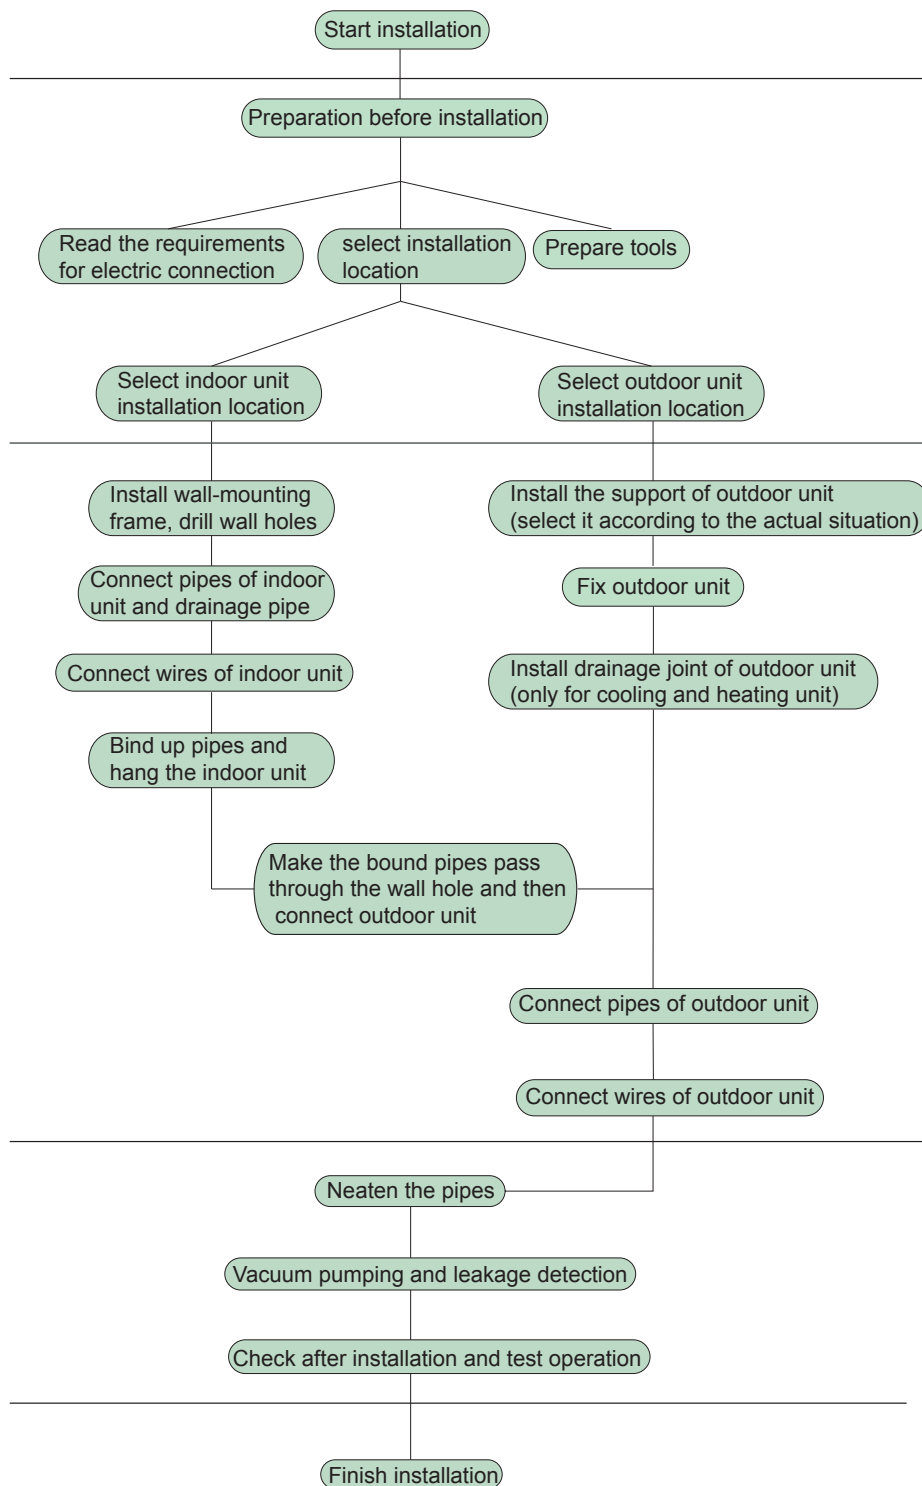 Start installation
Preparation before installation
Read the requirements
for electric connection
select installation
location
Prepare tools
Select indoor unit
installation location
Select outdoor unit
installation location
Install wall-mounting
frame, drill wall holes
Install the support of outdoor unit
(select it according to the actual situation)
Connect pipes of indoor
unit and drainage pipe
Fix outdoor unit
Connect wires of indoor unit
Install drainage joint of outdoor unit
(only for cooling and heating unit)
Bind up pipes and
hang the indoor unit
Make the bound pipes pass
through the wall hole and then
connect outdoor unit
Connect pipes of outdoor unit
Connect wires of outdoor unit
Neaten the pipes
Vacuum pumping and leakage detection
Check after installation and test operation
Finish installation